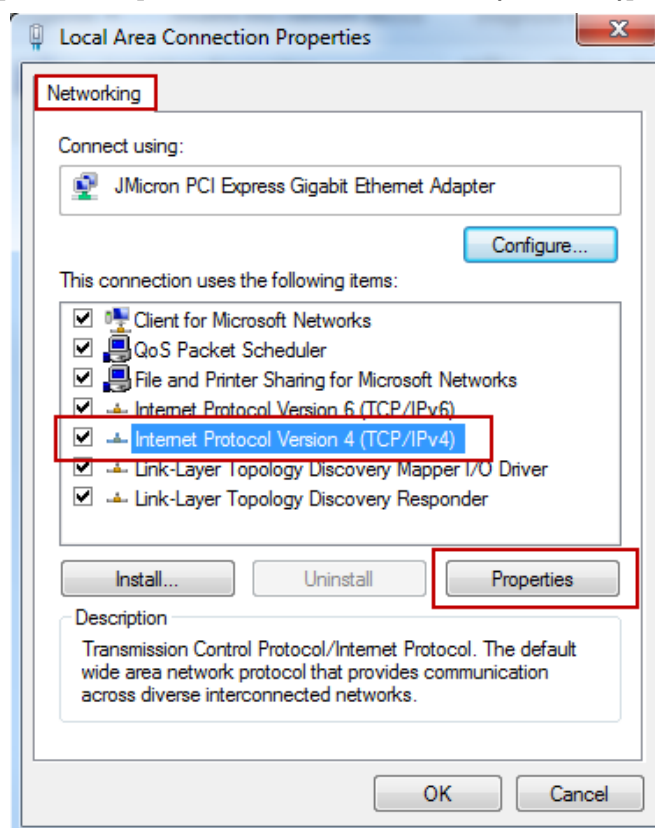 Local Area Connection Properties
Networking
Connect using:
JMicron PCI Express Gigabit Ethernet Adapter
Configure...
This connection uses the following items:
Client for Microsoft Networks
QoS Packet Scheduler
File and Printer Sharing for Microsoft Networks
Internet Protocol Version 6 (TCP/IPv6)
Internet Protocol Version 4 (TCP/IPv4)
Link-Layer Topology Discovery Mapper I/O Driver
Link-Layer Topology Discovery Responder
Install... Uninstall Properties
Description
Transmission Control Protocol/Internet Protocol. The default
wide area network protocol that provides communication
across diverse interconnected networks.
OK Cancel